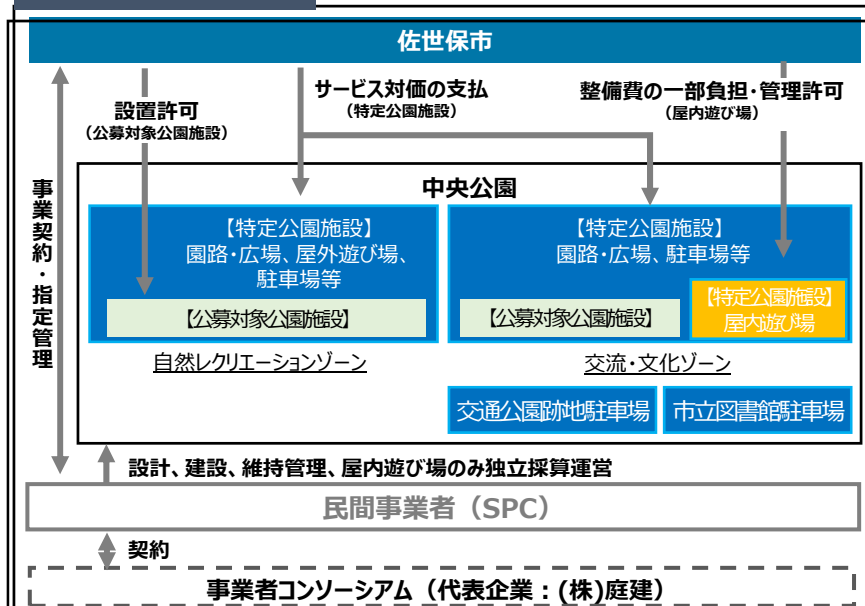 佐世保市
設置許可
（公募対象公園施設）
サービス対価の支払
（特定公園施設）
整備費の一部負担・管理許可
（屋内遊び場）
事業契約・指定管理
中央公園
【特定公園施設】
園路・広場、屋外遊び場、
駐車場等
【公募対象公園施設】
自然レクリエーションゾーン
【特定公園施設】
園路・広場、駐車場等
【公募対象公園施設】
【特定公園施設】
屋内遊び場
交流・文化ゾーン
交通公園跡地駐車場
市立図書館駐車場
設計、建設、維持管理、屋内遊び場のみ独立採算運営
民間事業者（SPC）
契約
事業者コンソーシアム（代表企業：(株)庭建）